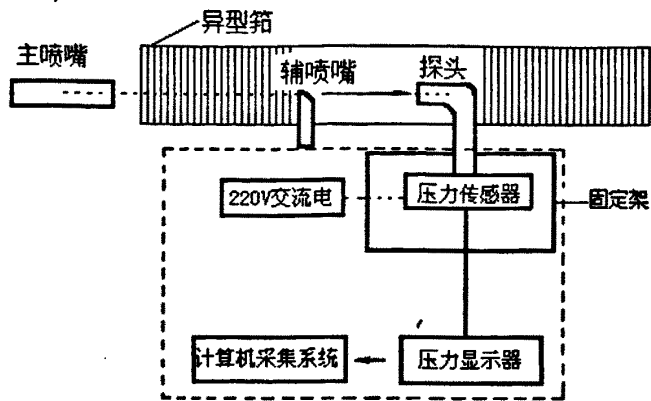 异型筘
主喷嘴
辅喷嘴
探头
220V交流电
压力传感器
固定架
计算机采集系统
压力显示器